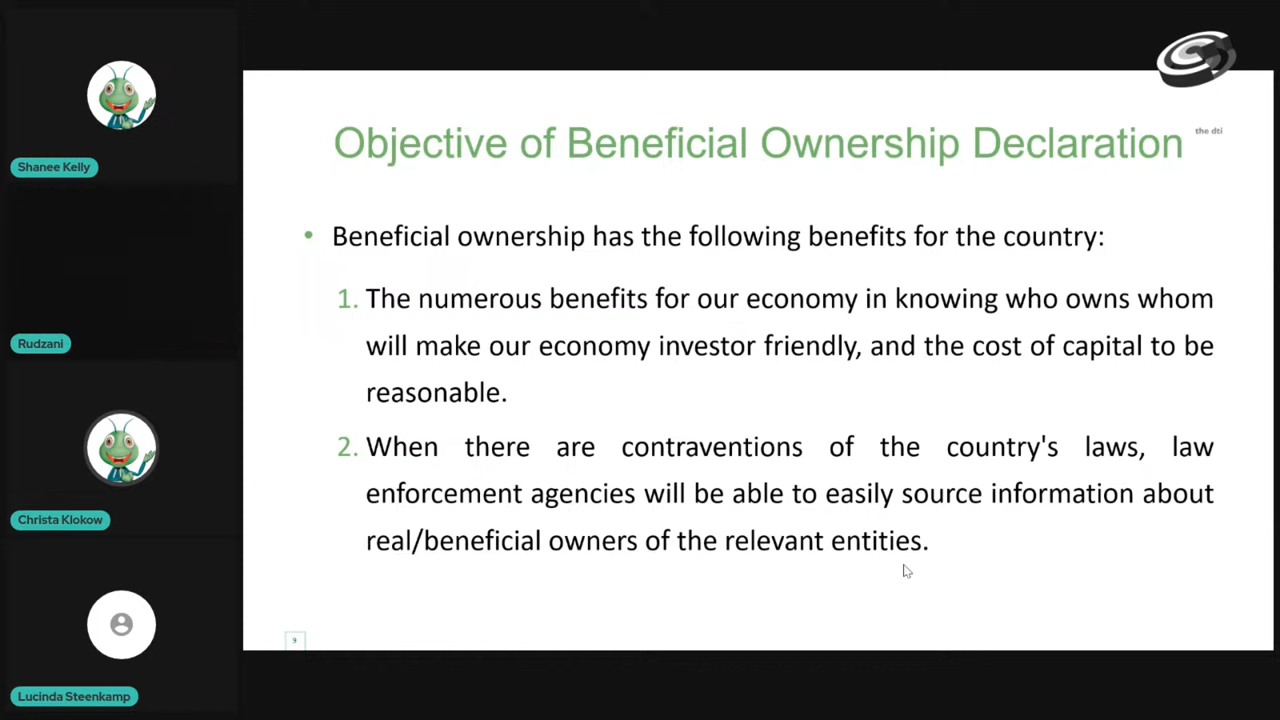 Shanee Kelly
Rudzani
Christa Klokow
Lucinda Steenkamp
the dti
Objective of Beneficial Ownership Declaration
• Beneficial ownership has the following benefits for the country:
1. The numerous benefits for our economy in knowing who owns whom
will make our economy investor friendly, and the cost of capital to be
reasonable.
2. When there are contraventions of the country's laws, law
enforcement agencies will be able to easily source information about
real/beneficial owners of the relevant entities.
9